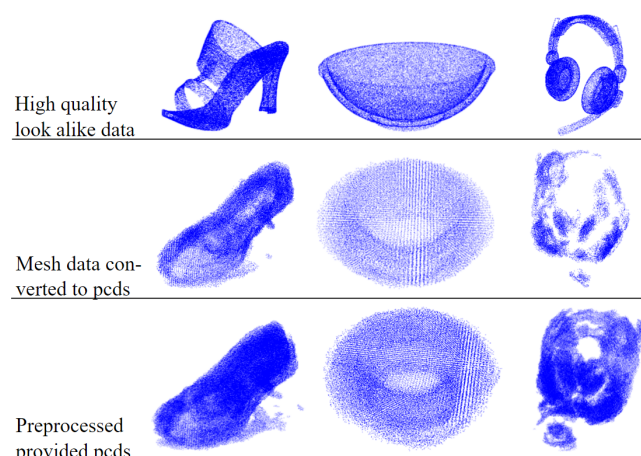 High quality
look alike data
Mesh data con-
verted to pcds
Preprocessed
provided pcds